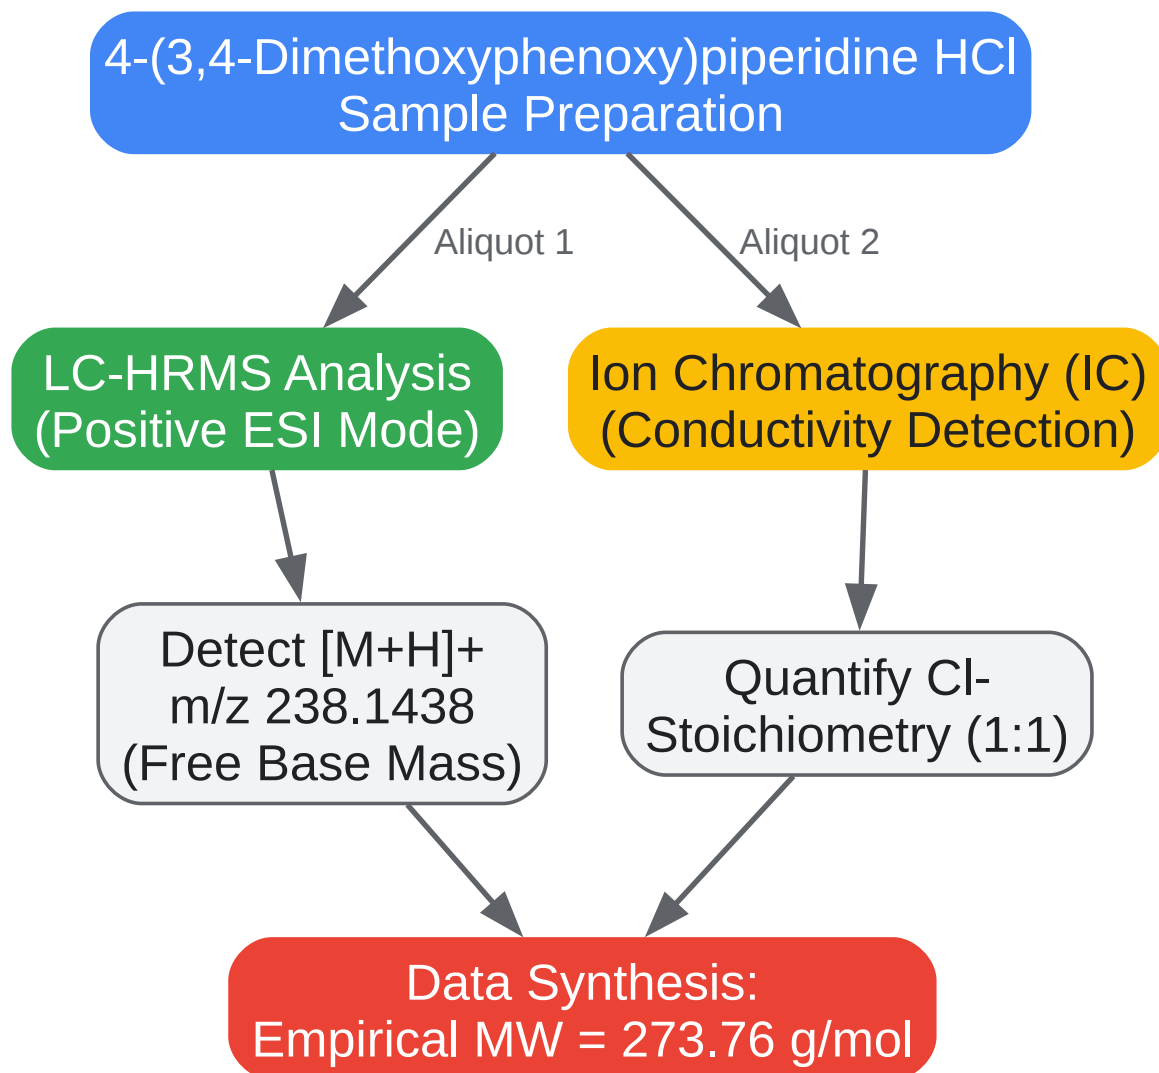 4-(3,4-Dimethoxyphenoxy)piperidine HCl
Sample Preparation
Aliquot 1
Aliquot 2
LC-HRMS Analysis
(Positive ESI Mode)
Ion Chromatography (IC)
(Conductivity Detection)
Detect [M+H]+
m/z 238.1438
(Free Base Mass)
Quantify Cl-
Stoichiometry (1:1)
Data Synthesis:
Empirical MW = 273.76 g/mol